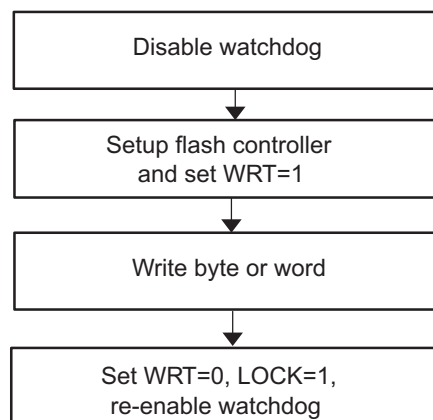 Disable watchdog
Setup flash controller
and set WRT=1
Write byte or word
Set WRT=0, LOCK=1,
re-enable watchdog